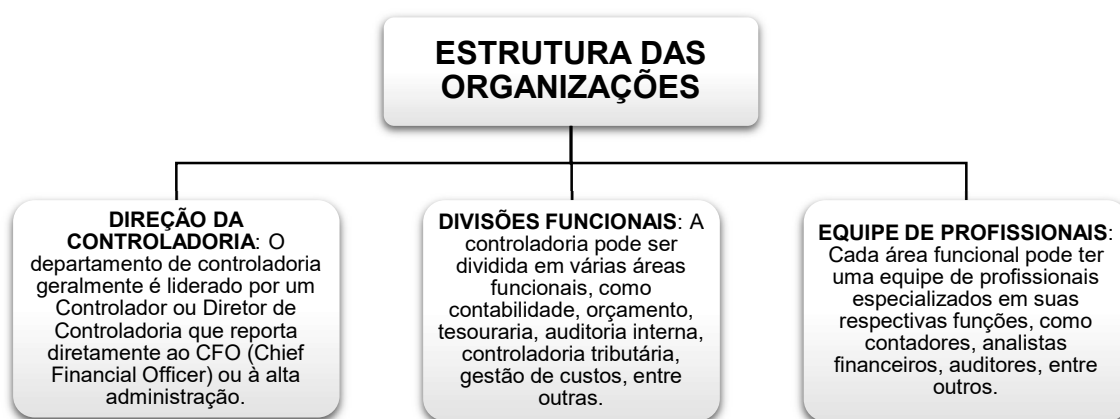 ESTRUTURA DAS
ORGANIZAÇÕES
DIREÇÃO DA
CONTROLADORIA: O
departamento de controladoria
geralmente é liderado por um
Controlador ou Diretor de
Controladoria que reporta
diretamente ao CFO (Chief
Financial Officer) ou à alta
administração.
DIVISÕES FUNCIONAIS: A
controladoria pode ser
dividida em várias áreas
funcionais, como
contabilidade, orçamento,
tesouraria, auditoria interna,
controladoria tributária,
gestão de custos, entre
outras.
EQUIPE DE PROFISSIONAIS:
Cada área funcional pode ter
uma equipe de profissionais
especializados em suas
respectivas funções, como
contadores, analistas
financeiros, auditores, entre
outros.